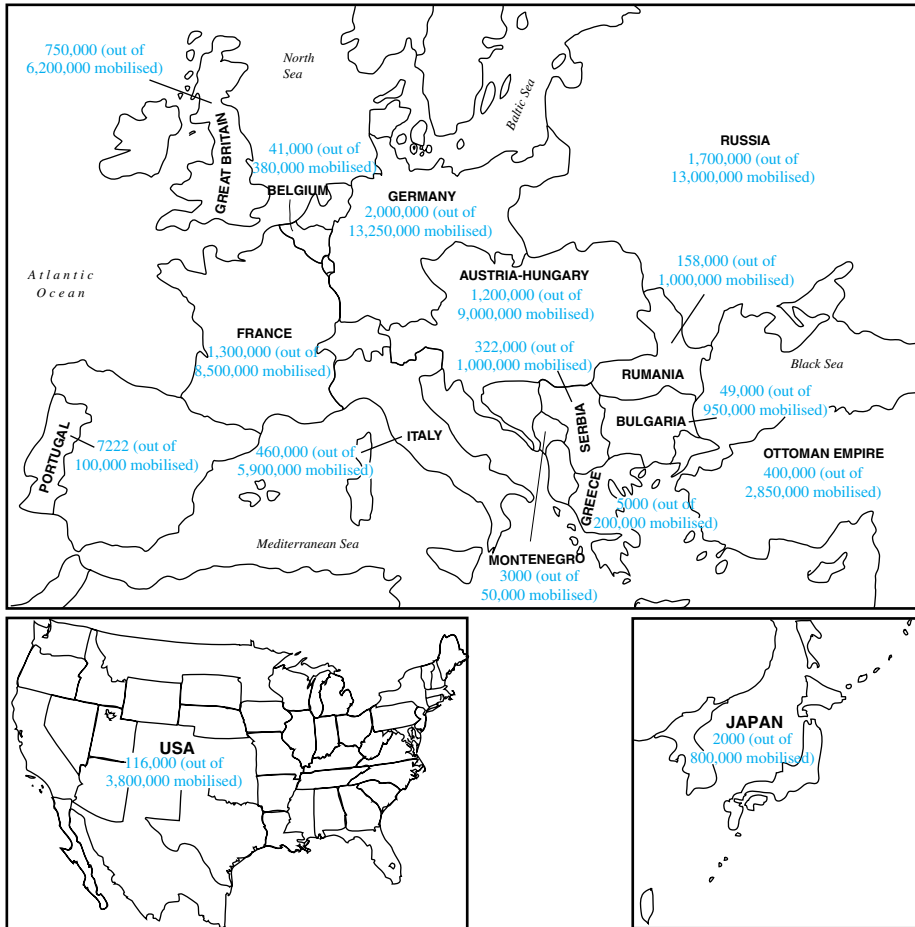 750,000 (out of
6,200,000 mobilised)
North
Sea
Baltic Sea
GREAT BRITAIN
41,000 (out of
380,000 mobilised)
BELGIUM
GERMANY
2,000,000 (out of
13,250,000 mobilised)
RUSSIA
1,700,000 (out of
13,000,000 mobilised)
Atlantic
Ocean
AUSTRIA-HUNGARY
1,200,000 (out of
9,000,000 mobilised)
158,000 (out of
1,000,000 mobilised)
FRANCE
1,300,000 (out of
8,500,000 mobilised)
322,000 (out of
1,000,000 mobilised)
RUMANIA
Black Sea
SERBIA
BULGARIA
49,000 (out of
950,000 mobilised)
PORTUGAL
7222 (out of
100,000 mobilised)
ITALY
460,000 (out of
5,900,000 mobilised)
OTTOMAN EMPIRE
400,000 (out of
2,850,000 mobilised)
GREECE
5000 (out of
200,000 mobilised)
Mediterranean Sea
MONTENEGRO
3000 (out of
50,000 mobilised)
USA
116,000 (out of
3,800,000 mobilised)
JAPAN
2000 (out of
800,000 mobilised)